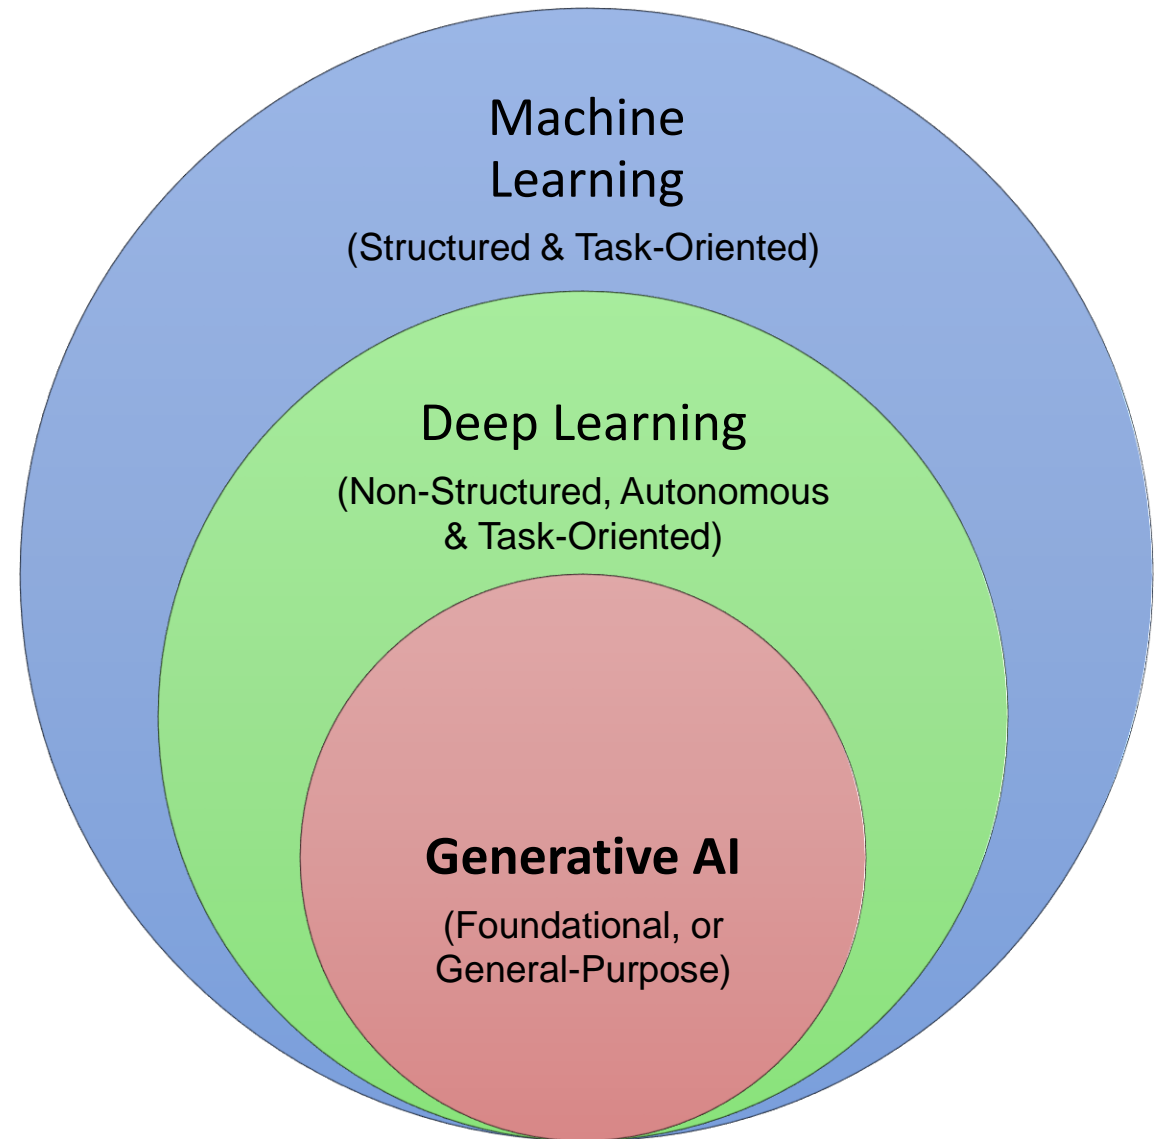 Machine
Learning
(Structured & Task-Oriented)
Deep Learning
(Non-Structured, Autonomous
& Task-Oriented)
Generative AI
(Foundational, or
General-Purpose)